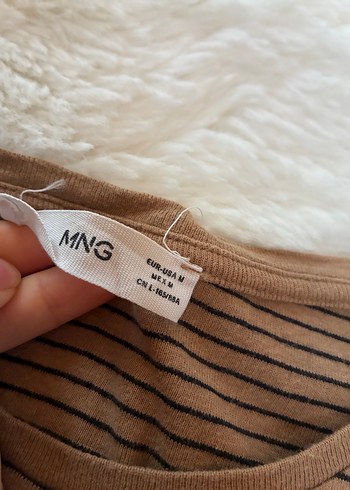 MNG
EUR-USA M
MEX M
CN L-165/88A